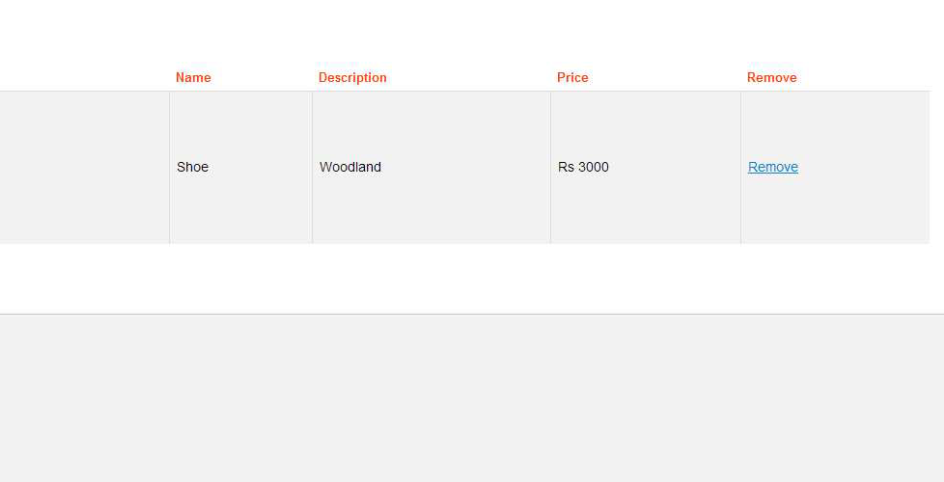 Name Description Price Remove
Shoe Woodland Rs 3000 Remove